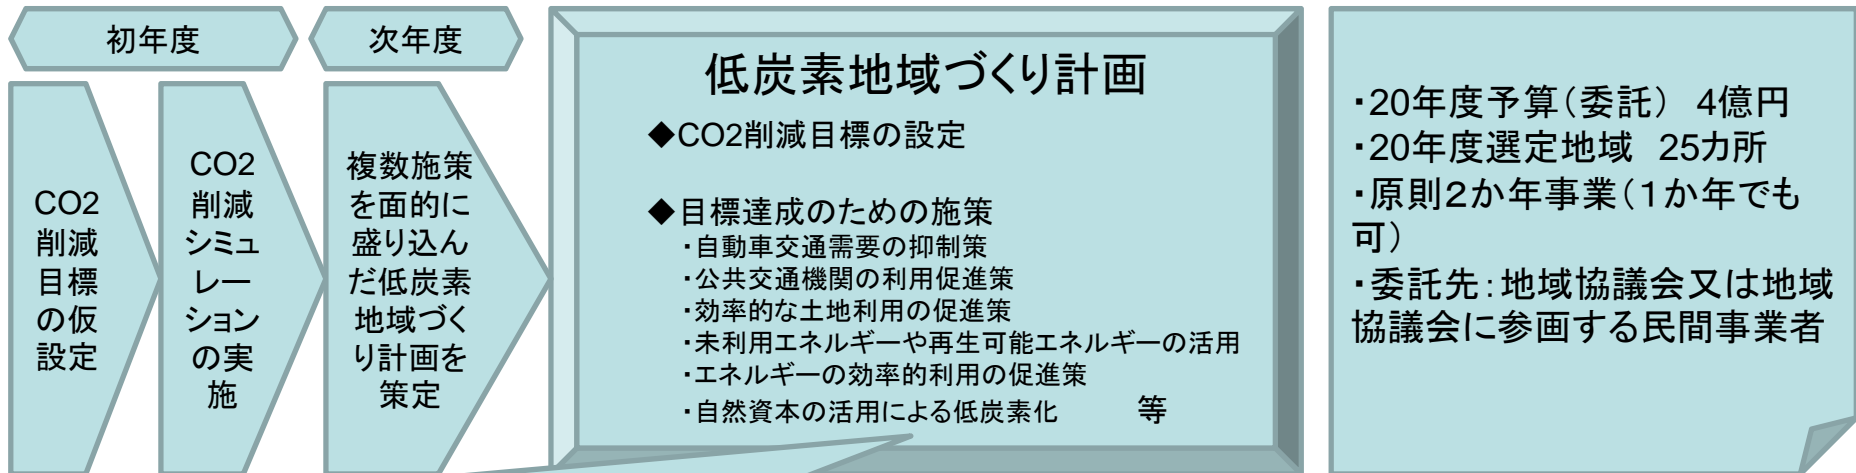 初年度
次年度
CO2
削減
目標
の仮
設定
CO2
削減
シミュ
レー
ション
の実
施
複数施策
を面的に
盛り込ん
だ低炭素
地域づく
り計画を
策定
低炭素地域づくり計画
◆CO2削減目標の設定
◆目標達成のための施策
・自動車交通需要の抑制策
・公共交通機関の利用促進策
・効率的な土地利用の促進策
・未利用エネルギーや再生可能エネルギーの活用
・エネルギーの効率的利用の促進策
・自然資本の活用による低炭素化 等
・20年度予算(委託) 4億円
・20年度選定地域 25カ所
・原則２か年事業(１か年でも
可)
・委託先:地域協議会又は地域
協議会に参画する民間事業者